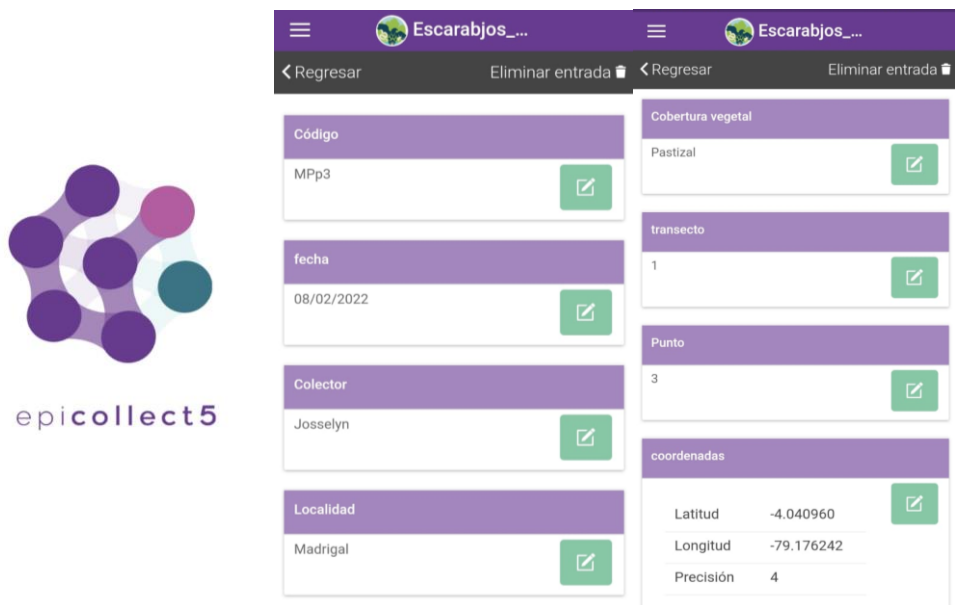 epicollect5
Escarabjos_...
Regresar
Eliminar entrada
Código
MPp3
fecha
08/02/2022
Colector
Josselyn
Localidad
Madrigal
Escarabjos_...
Regresar
Eliminar entrada
Cobertura vegetal
Pastizal
transecto
1
Punto
3
coordenadas
Latitud -4.040960
Longitud -79.176242
Precisión 4